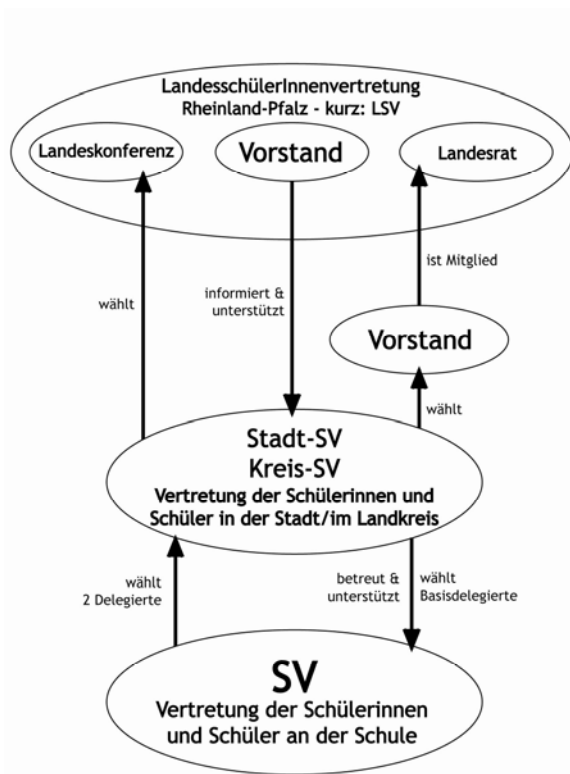 LandesschülerInnenvertretung
Rheinland-Pfalz - kurz: LSV
Landeskonferenz
Vorstand
Landesrat
ist Mitglied
wählt
informiert &
unterstützt
Vorstand
wählt
Stadt-SV
Kreis-SV
Vertretung der Schülerinnen und
Schüler in der Stadt/im Landkreis
wählt
2 Delegierte
betreut &
unterstützt
wählt
Basisdelegierte
SV
Vertretung der Schülerinnen
und Schüler an der Schule